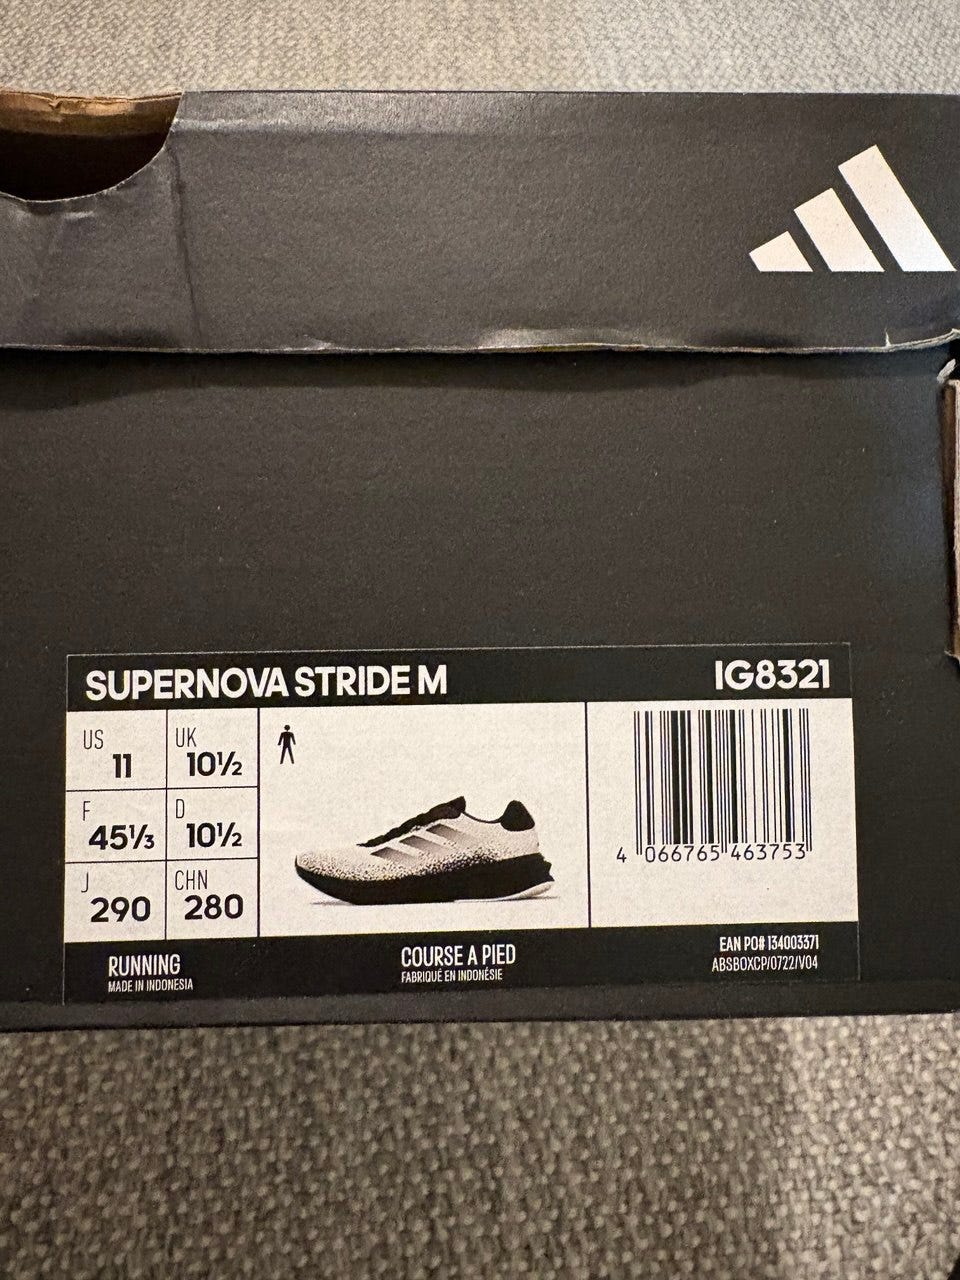 SUPERNOVA STRIDE M IG8321
US 11 UK 10½
F 45⅓ D 10½
J 290 CHN 280
4 066765 463753
RUNNING
MADE IN INDONESIA
COURSE A PIED
FABRIQUÉ EN INDONÉSIE
EAN PO# 134003371
ABSBOXCP/0722/V04